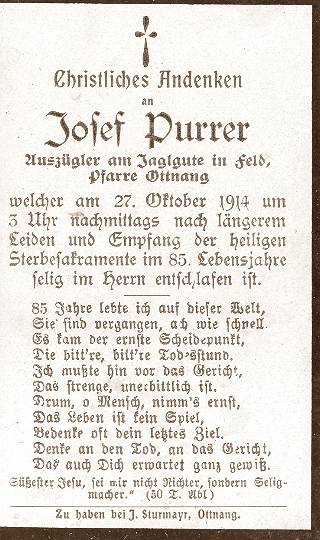 Christliches Andenken
an
Josef Purrer
Auszügler am Jaglgute in Feld,
Pfarre Ottnang
welcher am 27. Oktober 1914 um
3 Uhr nachmittags nach längerem
Leiden und Empfang der heiligen
Sterbesakramente im 85. Lebensjahre
selig im Herrn entschlafen ist.
85 Jahre lebte ich auf dieser Welt,
Sie sind vergangen, ach wie schnell.
Es kam der ernste Scheidepunkt,
Die bitt're, bitt're Todesstund.
Ich mußte hin vor das Gericht,
Das strenge, unerbittlich ist.
Drum, o Mensch, nimm's ernst,
Das Leben ist kein Spiel,
Bedenke oft dein letztes Ziel.
Denke an den Tod, an das Gericht,
Das auch Dich erwartet ganz gewiß.
Süßester Jesu, sei mir nicht Richter, sondern Selig-
macher." (50 T. Abl)
Zu haben bei J. Sturmayr, Ottnang.